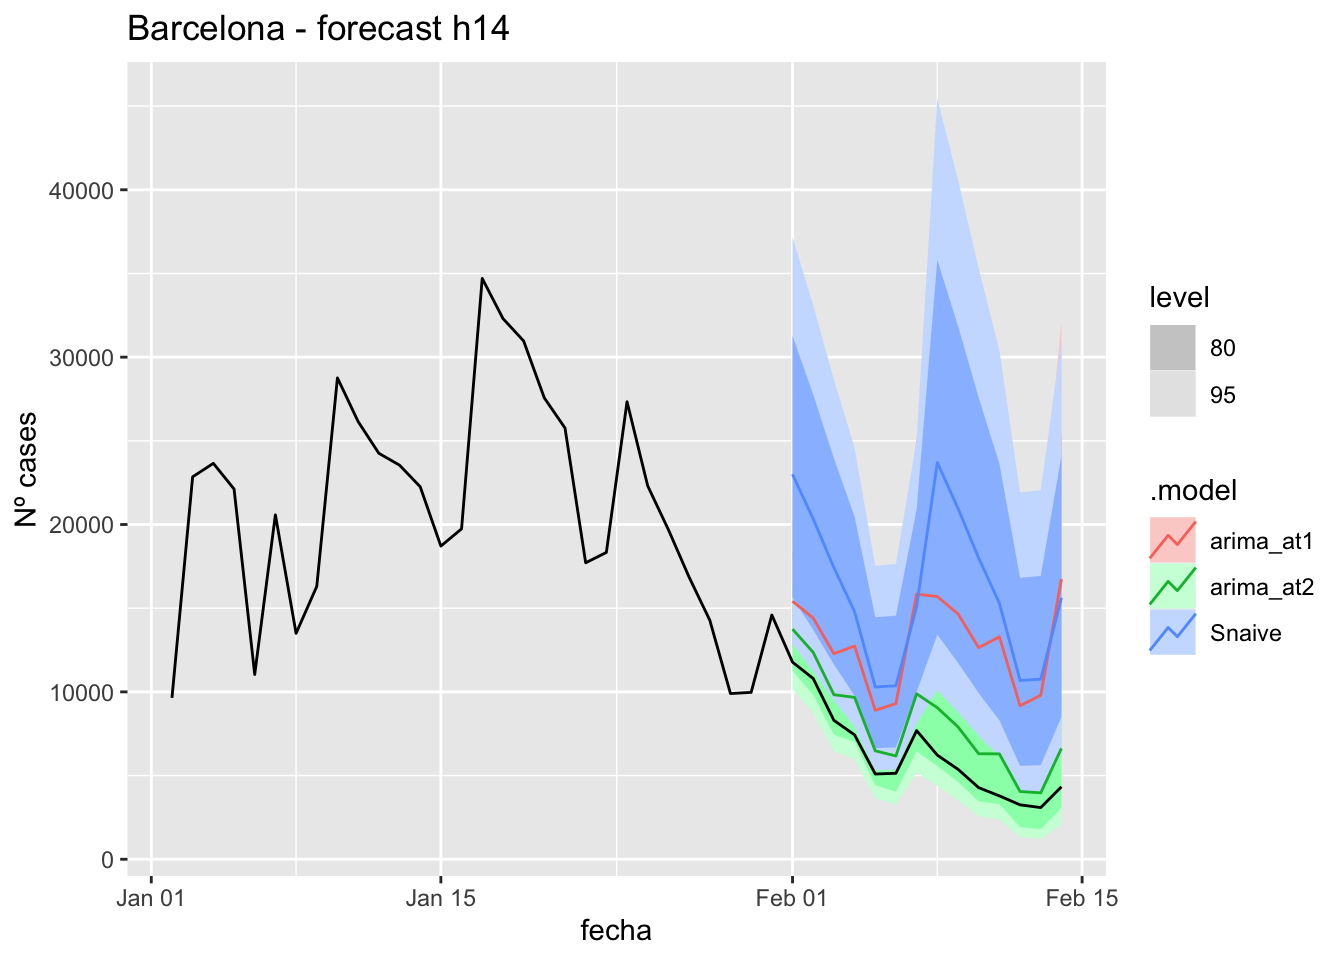 Barcelona - forecast h14
Nº cases
40000
30000
20000
10000
0
Jan 01
Jan 15
Feb 01
Feb 15
fecha
level
80
95
.model
arima_at1
arima_at2
Snaive